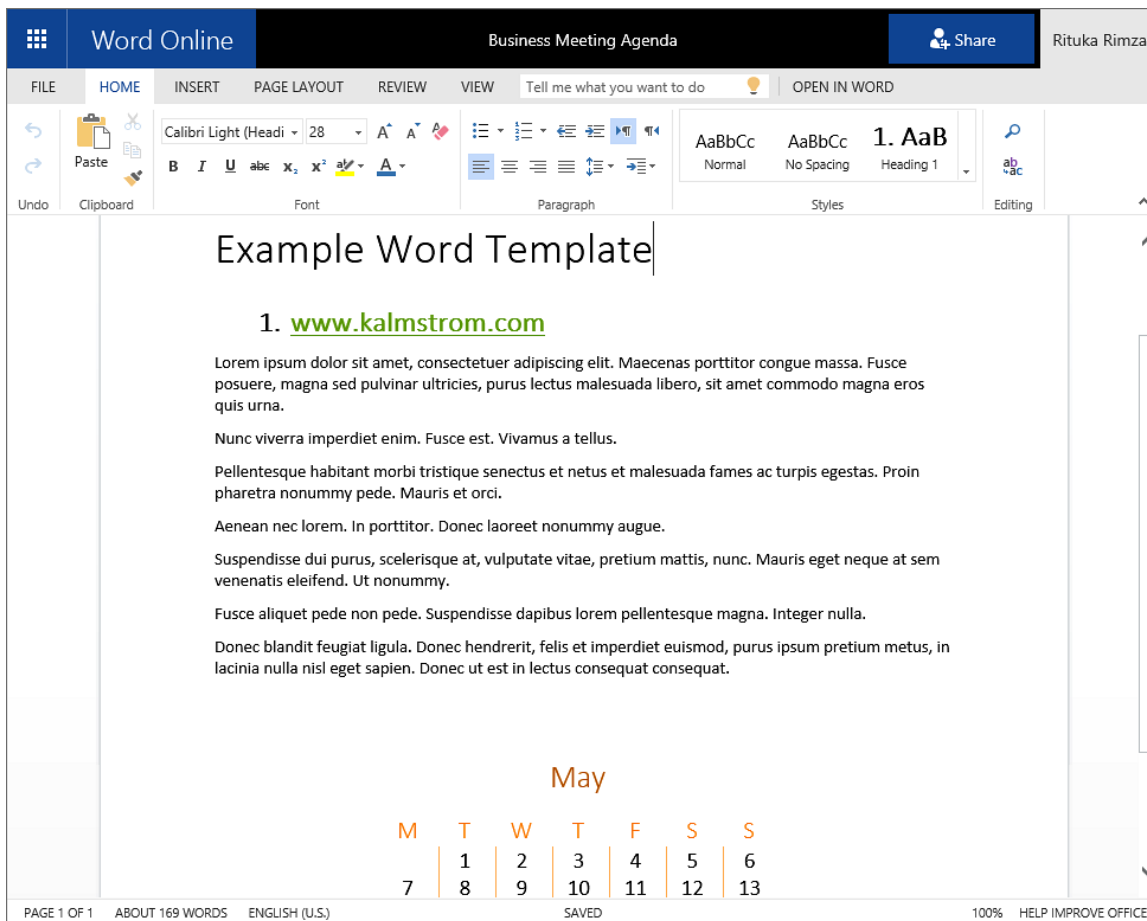 Word Online
Business Meeting Agenda
Share
Rituka Rimza
FILE HOME INSERT PAGE LAYOUT REVIEW VIEW Tell me what you want to do OPEN IN WORD
Calibri Light (Headi 28 A A
Paste
B I U abc x₂ x² ab A
AaBbCc AaBbCc 1. AaB
Normal No Spacing Heading 1
ab
ac
Undo Clipboard Font Paragraph Styles Editing
Example Word Template
1. www.kalmstrom.com
Lorem ipsum dolor sit amet, consectetuer adipiscing elit. Maecenas porttitor congue massa. Fusce
posuere, magna sed pulvinar ultricies, purus lectus malesuada libero, sit amet commodo magna eros
quis urna.
Nunc viverra imperdiet enim. Fusce est. Vivamus a tellus.
Pellentesque habitant morbi tristique senectus et netus et malesuada fames ac turpis egestas. Proin
pharetra nonummy pede. Mauris et orci.
Aenean nec lorem. In porttitor. Donec laoreet nonummy augue.
Suspendisse dui purus, scelerisque at, vulputate vitae, pretium mattis, nunc. Mauris eget neque at sem
venenatis eleifend. Ut nonummy.
Fusce aliquet pede non pede. Suspendisse dapibus lorem pellentesque magna. Integer nulla.
Donec blandit feugiat ligula. Donec hendrerit, felis et imperdiet euismod, purus ipsum pretium metus, in
lacinia nulla nisl eget sapien. Donec ut est in lectus consequat consequat.
May
M T W T F S S
1 2 3 4 5 6
7 8 9 10 11 12 13
PAGE 1 OF 1 ABOUT 169 WORDS ENGLISH (U.S.) SAVED 100% HELP IMPROVE OFFICE